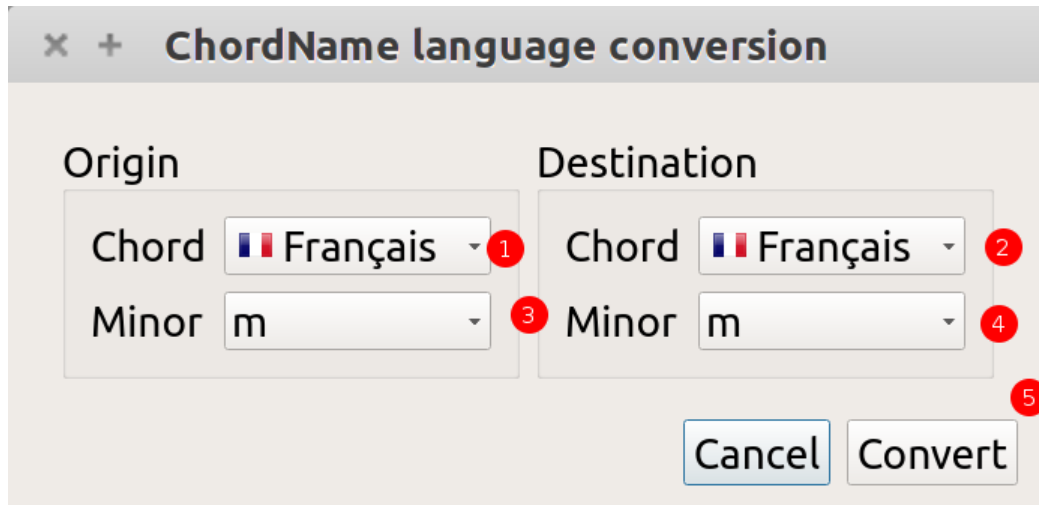 ChordName language conversion
Origin Destination
Chord Français 1 Chord Français 2
Minor m 3 Minor m 4
5
Cancel Convert